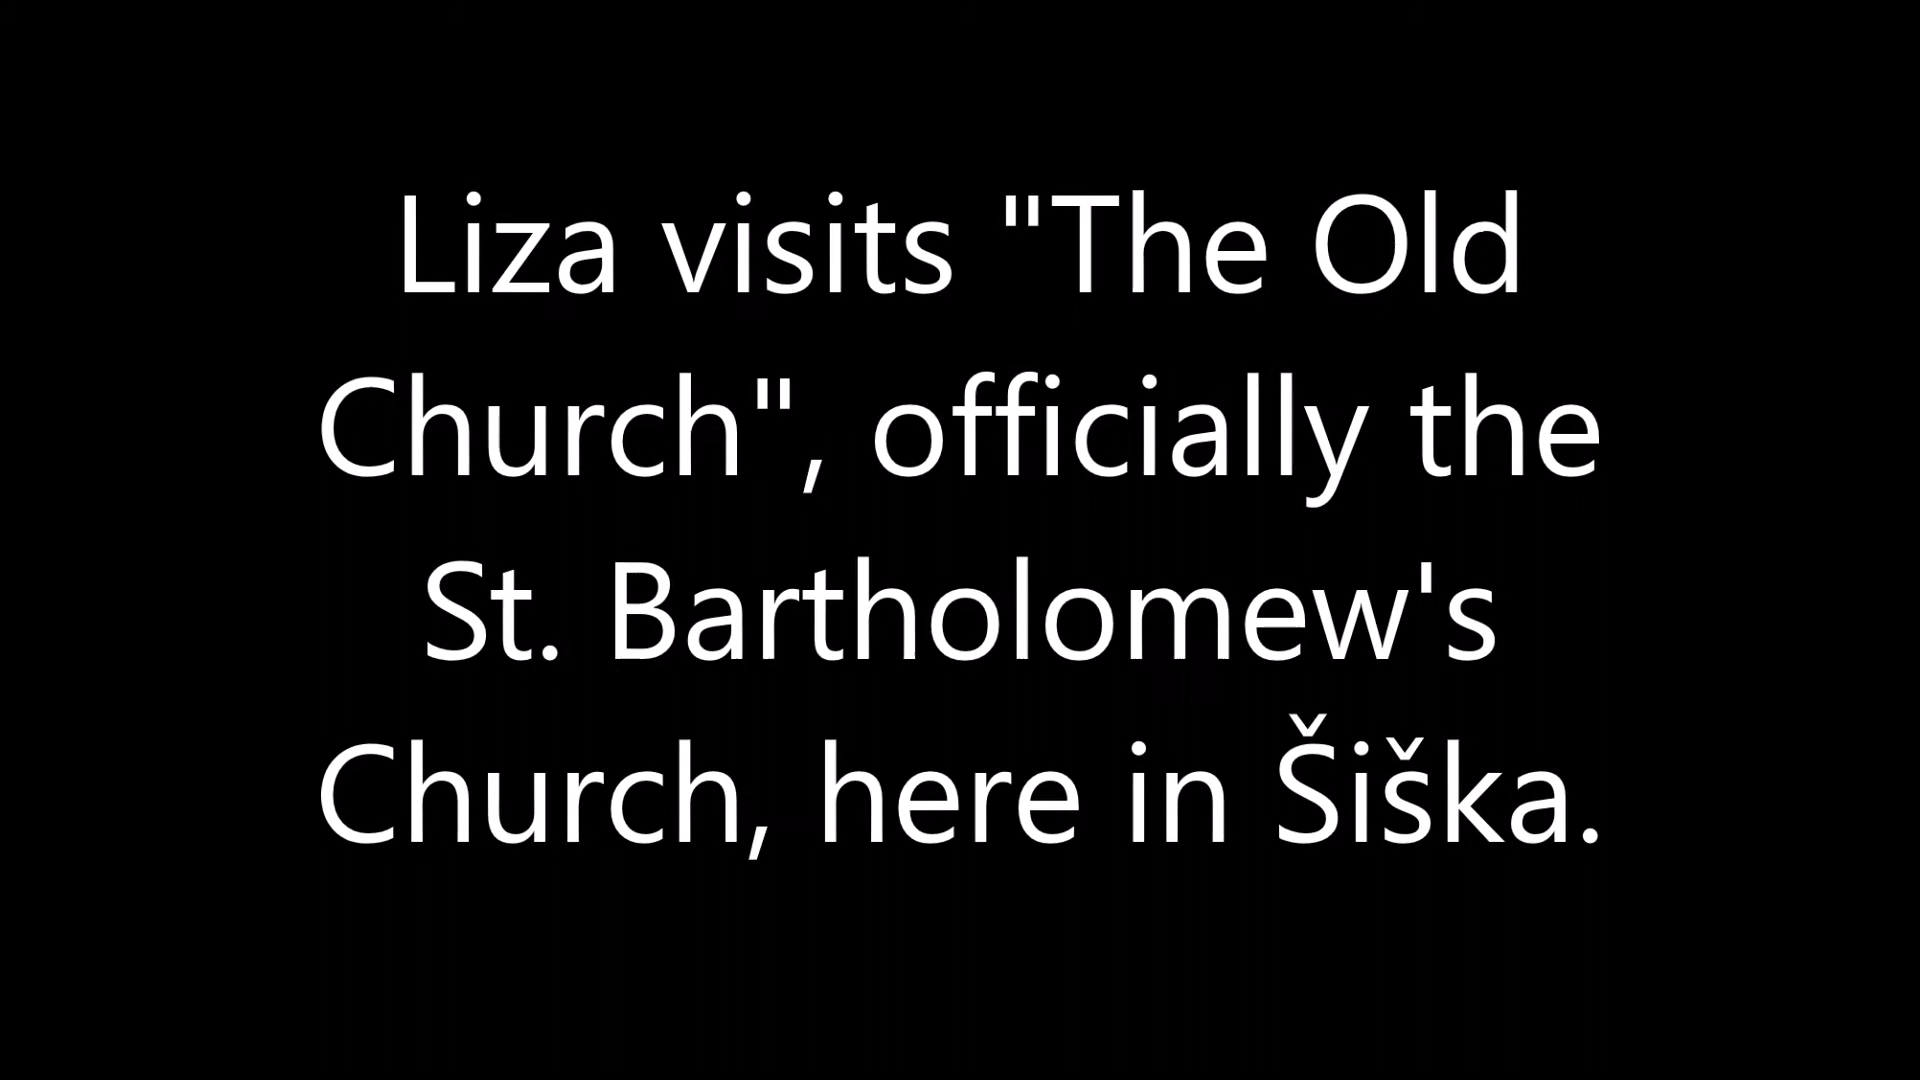 Liza visits "The Old
Church", officially the
St. Bartholomew's
Church, here in Šiška.